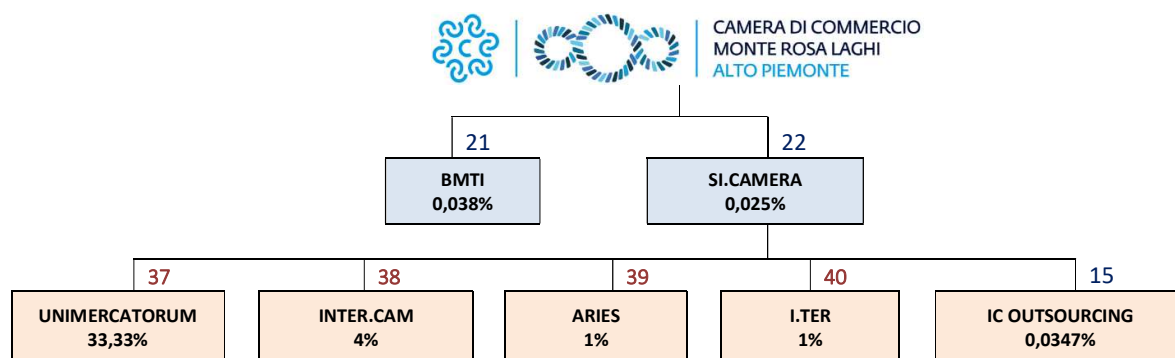 CAMERA DI COMMERCIO
MONTE ROSA LAGHI
ALTO PIEMONTE
21
22
BMTI
0,038%
SI.CAMERA
0,025%
37
38
39
40
15
UNIMERCATORUM
33,33%
INTER.CAM
4%
ARIES
1%
I.TER
1%
IC OUTSOURCING
0,0347%